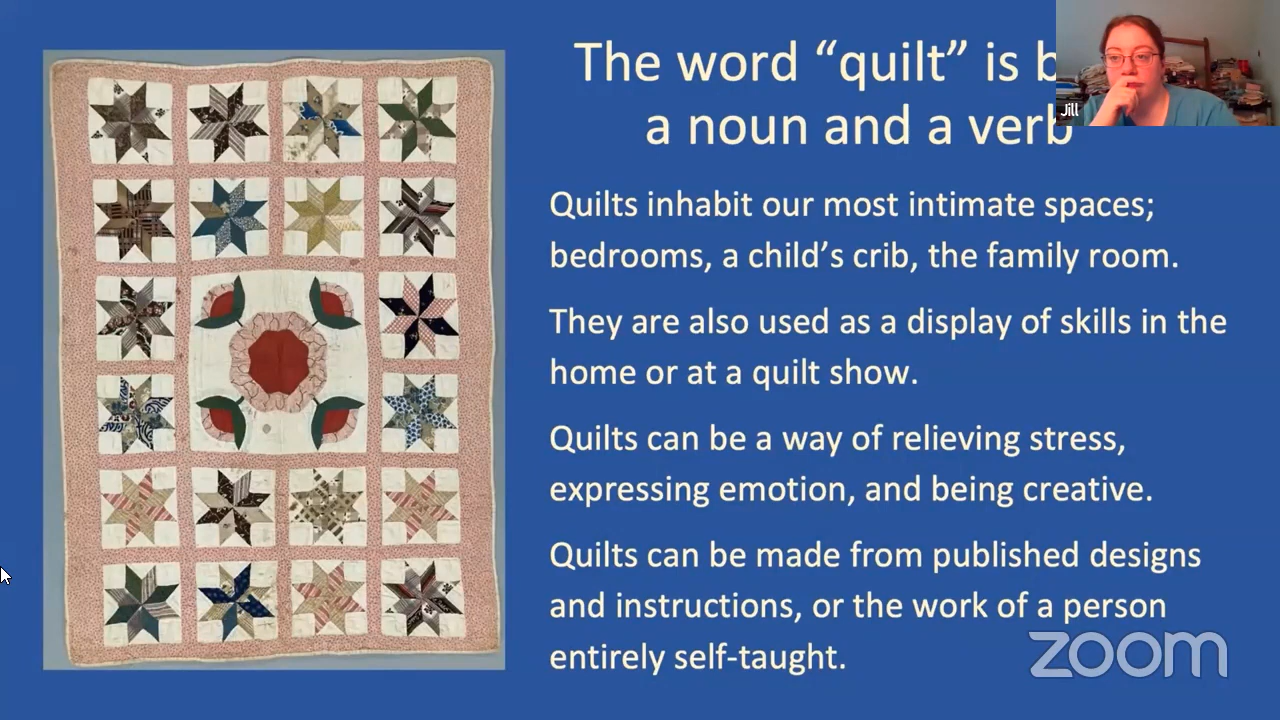 The word “quilt” is b
a noun and a verb
Jill
Quilts inhabit our most intimate spaces;
bedrooms, a child’s crib, the family room.
They are also used as a display of skills in the
home or at a quilt show.
Quilts can be a way of relieving stress,
expressing emotion, and being creative.
Quilts can be made from published designs
and instructions, or the work of a person
entirely self-taught.
zoom